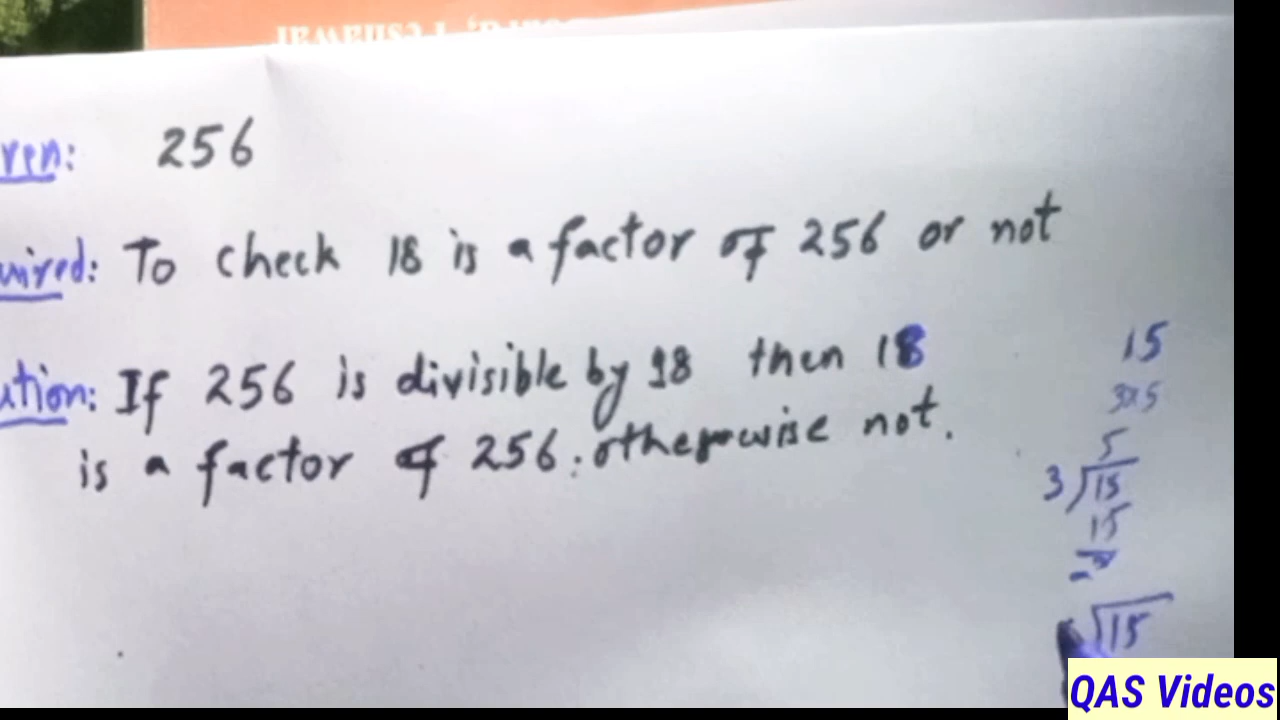 ven: 256
uired: To check 18 is a factor of 256 or not
ution: If 256 is divisible by 18 then 18
is a factor of 256. otherwise not.
15
3x5
5
3 15
15
15
QAS Videos